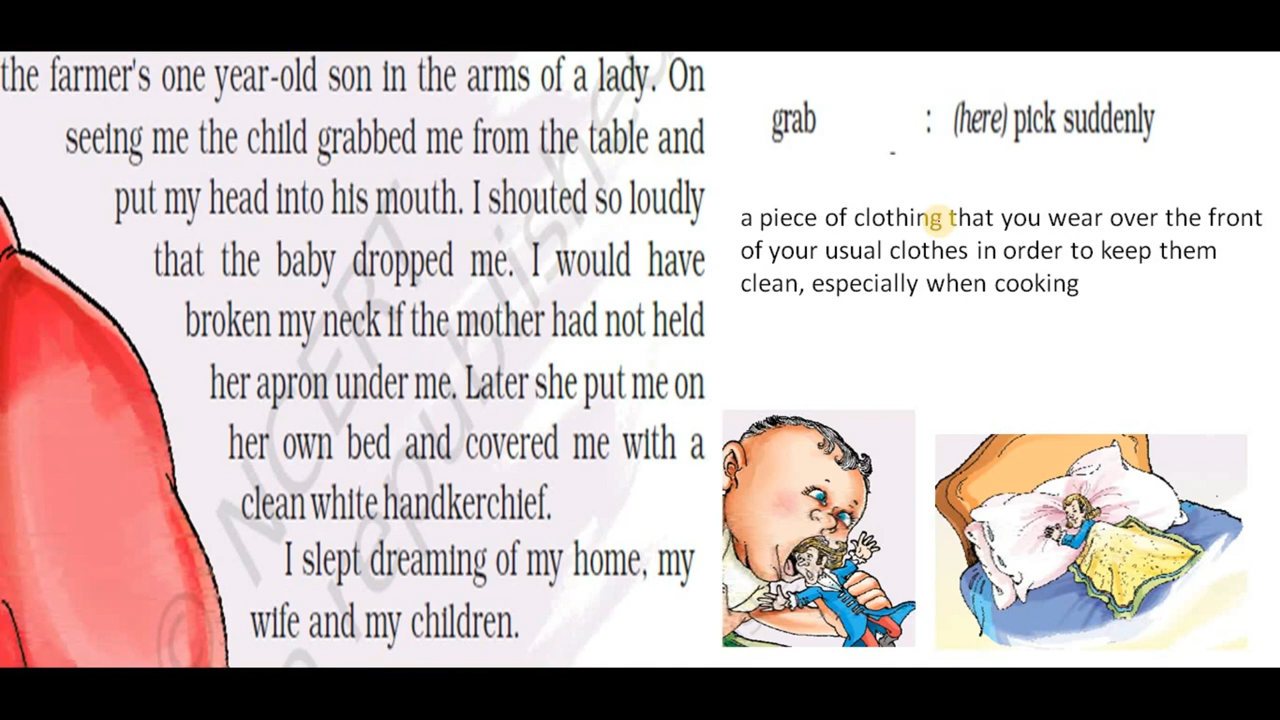 the farmer's one year-old son in the arms of a lady. On
seeing me the child grabbed me from the table and
put my head into his mouth. I shouted so loudly
that the baby dropped me. I would have
broken my neck if the mother had not held
her apron under me. Later she put me on
her own bed and covered me with a
clean white handkerchief.
I slept dreaming of my home, my
wife and my children.
grab : (here) pick suddenly
a piece of clothing that you wear over the front
of your usual clothes in order to keep them
clean, especially when cooking
© NCERT
republished